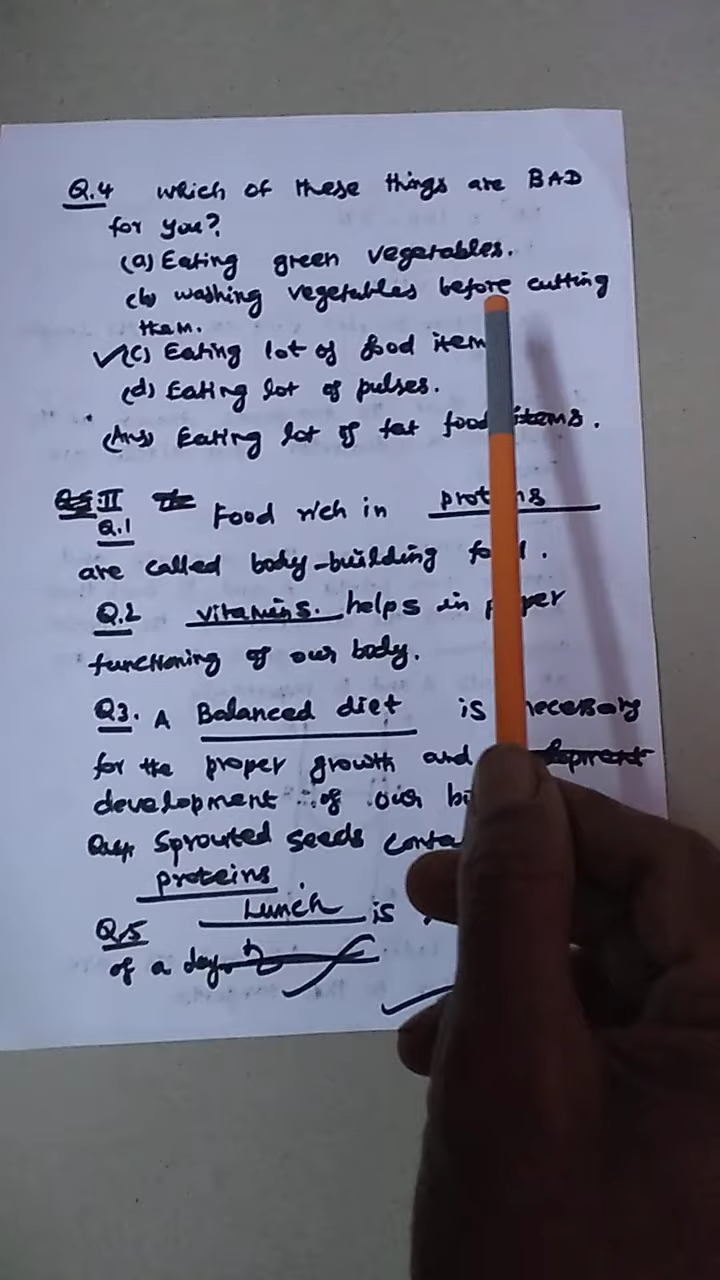 Q.4 which of these things are BAD
for you?
(a) Eating green vegetables.
(b) washing vegetables before cutting
them.
(c) Eating lot of food item
(d) Eating lot of pulses.
(Ans) Eating lot of fat food items.
II
Q.1 Food rich in proteins
are called body-building
Q.2 vitamins. helps in proper
functioning of our body.
Q3. A Balanced diet is necessary
for the proper growth and
development of our
Q.4 Sprouted seeds
proteins.
Q.5 Lunch is
of a day.